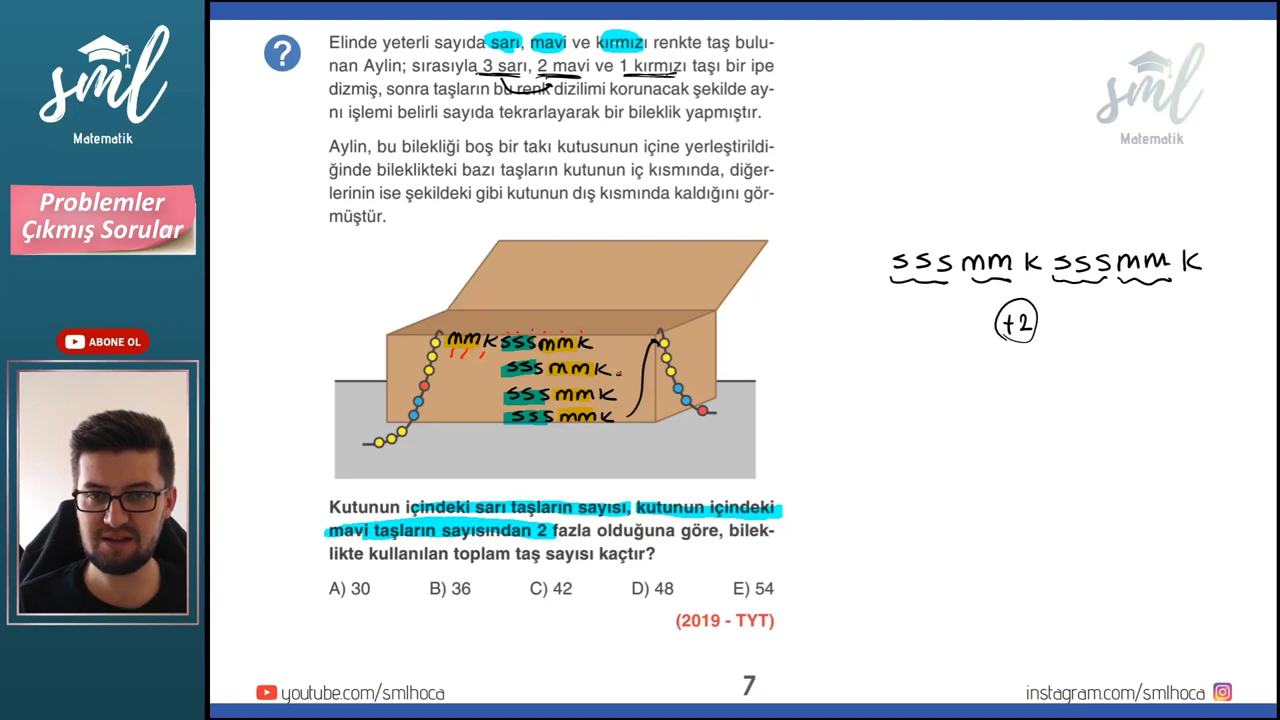 sml
Matematik
Problemler
Çıkmış Sorular
ABONE OL
?
Elinde yeterli sayıda sarı, mavi ve kırmızı renkte taş bulu-
nan Aylin; sırasıyla 3 sarı, 2 mavi ve 1 kırmızı taşı bir ipe
dizmiş, sonra taşların bu renk dizilimi korunacak şekilde ay-
nı işlemi belirli sayıda tekrarlayarak bir bileklik yapmıştır.
Aylin, bu bilekliği boş bir takı kutusunun içine yerleştirildi-
ğinde bileklikteki bazı taşların kutunun iç kısmında, diğer-
lerinin ise şekildeki gibi kutunun dış kısmında kaldığını gör-
müştür.
mmK sssmmK
sssmmK
sssmmK
sssmmK
Kutunun içindeki sarı taşların sayısı, kutunun içindeki
mavi taşların sayısından 2 fazla olduğuna göre, bilek-
likte kullanılan toplam taş sayısı kaçtır?
A) 30 B) 36 C) 42 D) 48 E) 54
(2019 - TYT)
sml
Matematik
sssmmK sssmmK
+2
youtube.com/smlhoca
7
instagram.com/smlhoca